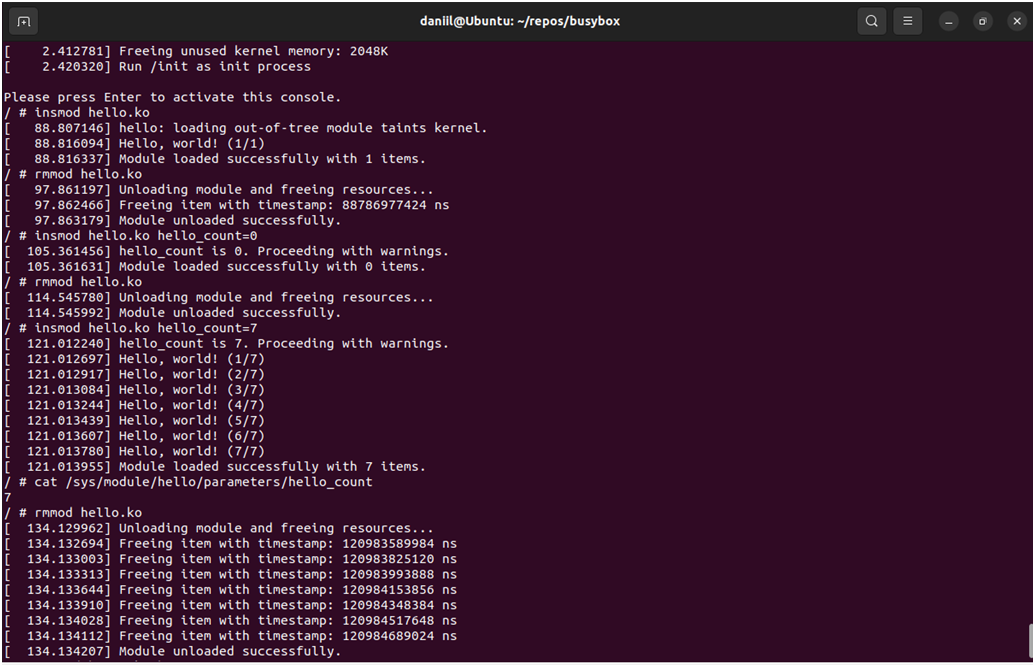 daniil@Ubuntu: ~/repos/busybox
[    2.412781] Freeing unused kernel memory: 2048K
[    2.420320] Run /init as init process
Please press Enter to activate this console.
/ # insmod hello.ko
[   88.807146] hello: loading out-of-tree module taints kernel.
[   88.816094] Hello, world! (1/1)
[   88.816337] Module loaded successfully with 1 items.
/ # rmmod hello.ko
[   97.861197] Unloading module and freeing resources...
[   97.862466] Freeing item with timestamp: 88786977424 ns
[   97.863179] Module unloaded successfully.
/ # insmod hello.ko hello_count=0
[  105.361456] hello_count is 0. Proceeding with warnings.
[  105.361631] Module loaded successfully with 0 items.
/ # rmmod hello.ko
[  114.545780] Unloading module and freeing resources...
[  114.545992] Module unloaded successfully.
/ # insmod hello.ko hello_count=7
[  121.012240] hello_count is 7. Proceeding with warnings.
[  121.012697] Hello, world! (1/7)
[  121.012917] Hello, world! (2/7)
[  121.013084] Hello, world! (3/7)
[  121.013244] Hello, world! (4/7)
[  121.013439] Hello, world! (5/7)
[  121.013607] Hello, world! (6/7)
[  121.013780] Hello, world! (7/7)
[  121.013955] Module loaded successfully with 7 items.
/ # cat /sys/module/hello/parameters/hello_count
7
/ # rmmod hello.ko
[  134.129962] Unloading module and freeing resources...
[  134.132694] Freeing item with timestamp: 120983589984 ns
[  134.133003] Freeing item with timestamp: 120983825120 ns
[  134.133313] Freeing item with timestamp: 120983993888 ns
[  134.133644] Freeing item with timestamp: 120984153856 ns
[  134.133910] Freeing item with timestamp: 120984348384 ns
[  134.134028] Freeing item with timestamp: 120984517648 ns
[  134.134112] Freeing item with timestamp: 120984689024 ns
[  134.134207] Module unloaded successfully.